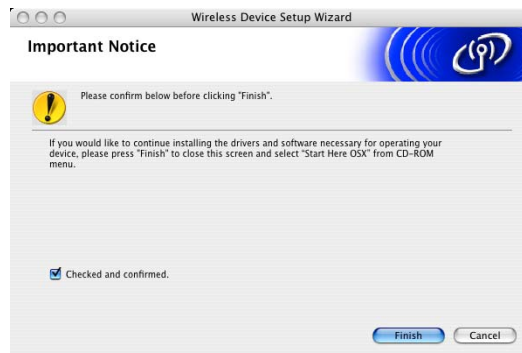 Wireless Device Setup Wizard
Important Notice
Please confirm below before clicking "Finish".
If you would like to continue installing the drivers and software necessary for operating your
device, please press "Finish" to close this screen and select "Start Here OSX" from CD-ROM
menu.
Checked and confirmed.
Finish Cancel